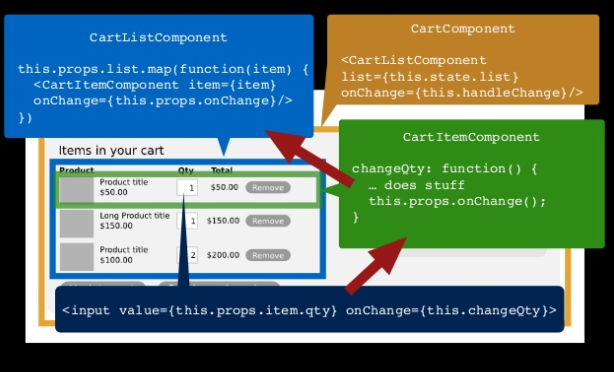 CartListComponent
this.props.list.map(function(item) {
<CartItemComponent item={item}
onChange={this.props.onChange}/>
})
CartComponent
<CartListComponent
list={this.state.list}
onChange={this.handleChange}/>
CartItemComponent
changeQty: function() {
… does stuff
this.props.onChange();
}
Items in your cart
Product Qty Total
Product title
$50.00
1 $50.00 Remove
Long Product title
$150.00
1 $150.00 Remove
Product title
$100.00
2 $200.00 Remove
<input value={this.props.item.qty} onChange={this.changeQty}>